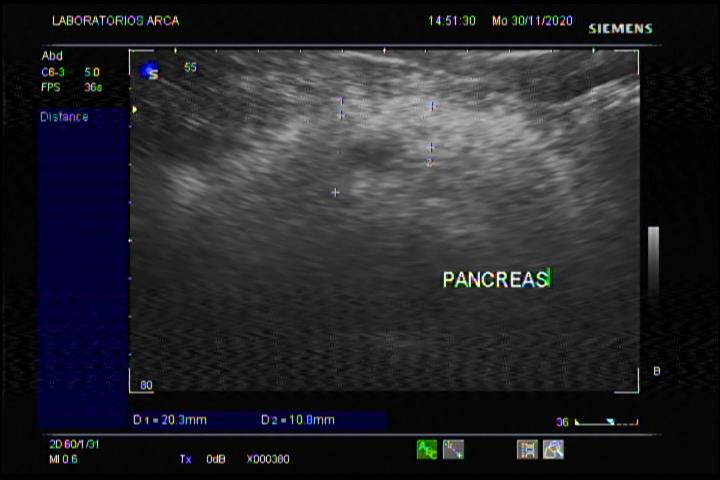 LABORATORIOS ARCA
14:51:30 Mo 30/11/2020
SIEMENS
Abd
C6-3 5.0
FPS 36s
Distance
S
55
2
PANCREAS
80
B
D1=20.3mm D2=10.8mm
36
2D 60/1/31
MI 0.6 Tx 0dB X000380
ABC